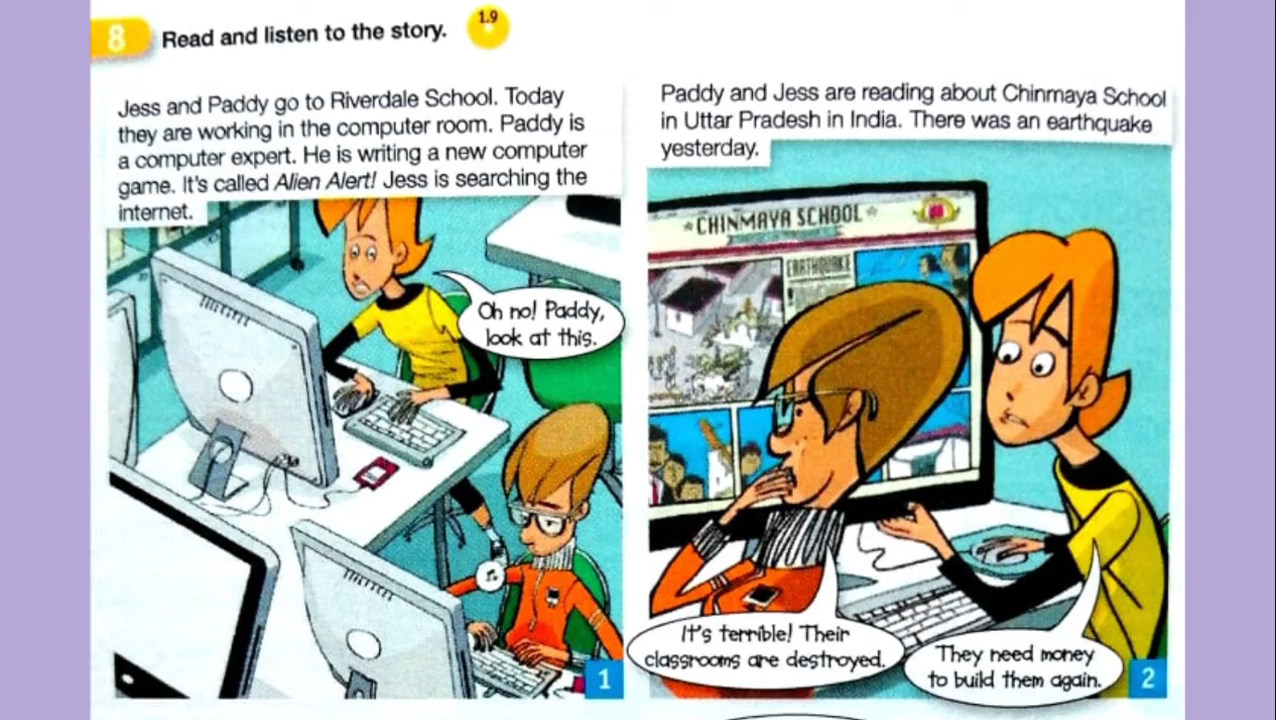 8 Read and listen to the story. 1.9
Jess and Paddy go to Riverdale School. Today
they are working in the computer room. Paddy is
a computer expert. He is writing a new computer
game. It's called Alien Alert! Jess is searching the
internet.
Oh no! Paddy,
look at this.
1
Paddy and Jess are reading about Chinmaya School
in Uttar Pradesh in India. There was an earthquake
yesterday.
★CHINMAYA SCHOOL★
EARTHQUAKE
It's terrible! Their
classrooms are destroyed.
They need money
to build them again.
2